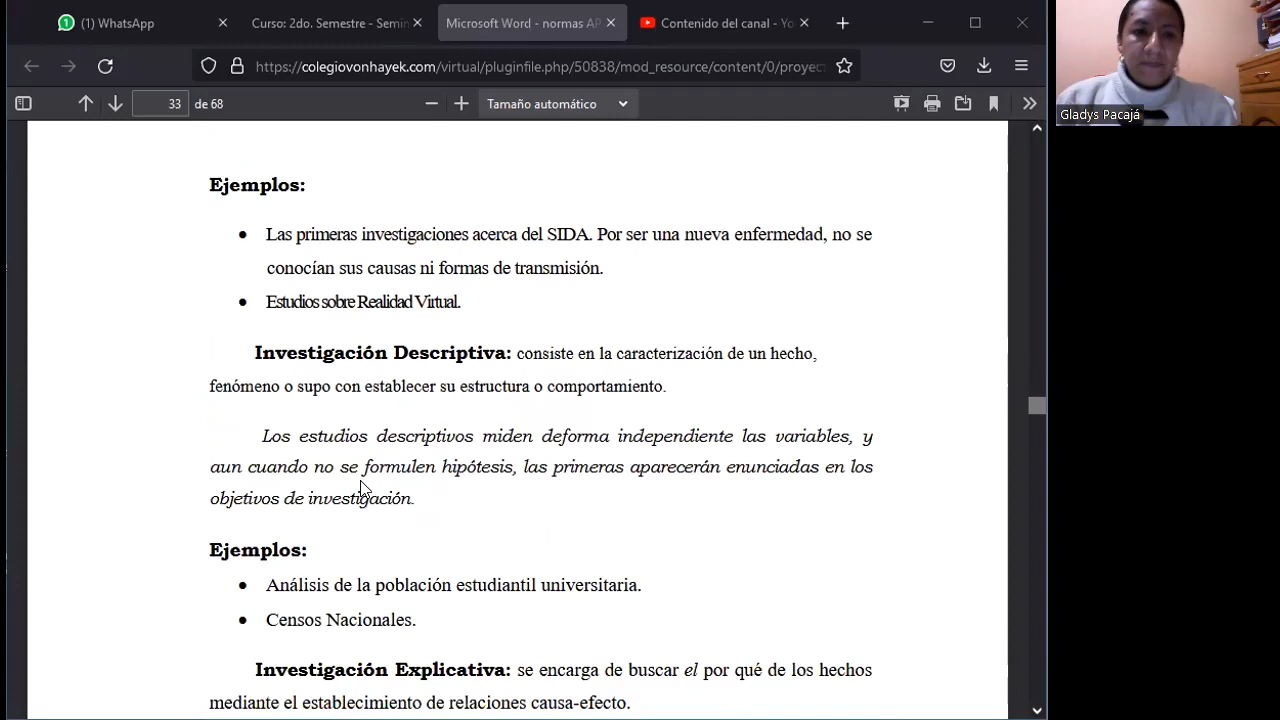 (1) WhatsApp
Curso: 2do. Semestre - Semin
Microsoft Word - normas AP
Contenido del canal - Yo
https://colegiovonhayek.com/virtual/pluginfile.php/50838/mod_resource/content/0/proyec
33 de 68
Tamaño automático
Gladys Pacajá
Ejemplos:
• Las primeras investigaciones acerca del SIDA. Por ser una nueva enfermedad, no se
conocían sus causas ni formas de transmisión.
• Estudios sobre Realidad Virtual.
Investigación Descriptiva: consiste en la caracterización de un hecho,
fenómeno o supo con establecer su estructura o comportamiento.
Los estudios descriptivos miden deforma independiente las variables, y
aun cuando no se formulen hipótesis, las primeras aparecerán enunciadas en los
objetivos de investigación.
Ejemplos:
• Análisis de la población estudiantil universitaria.
• Censos Nacionales.
Investigación Explicativa: se encarga de buscar el por qué de los hechos
mediante el establecimiento de relaciones causa-efecto.